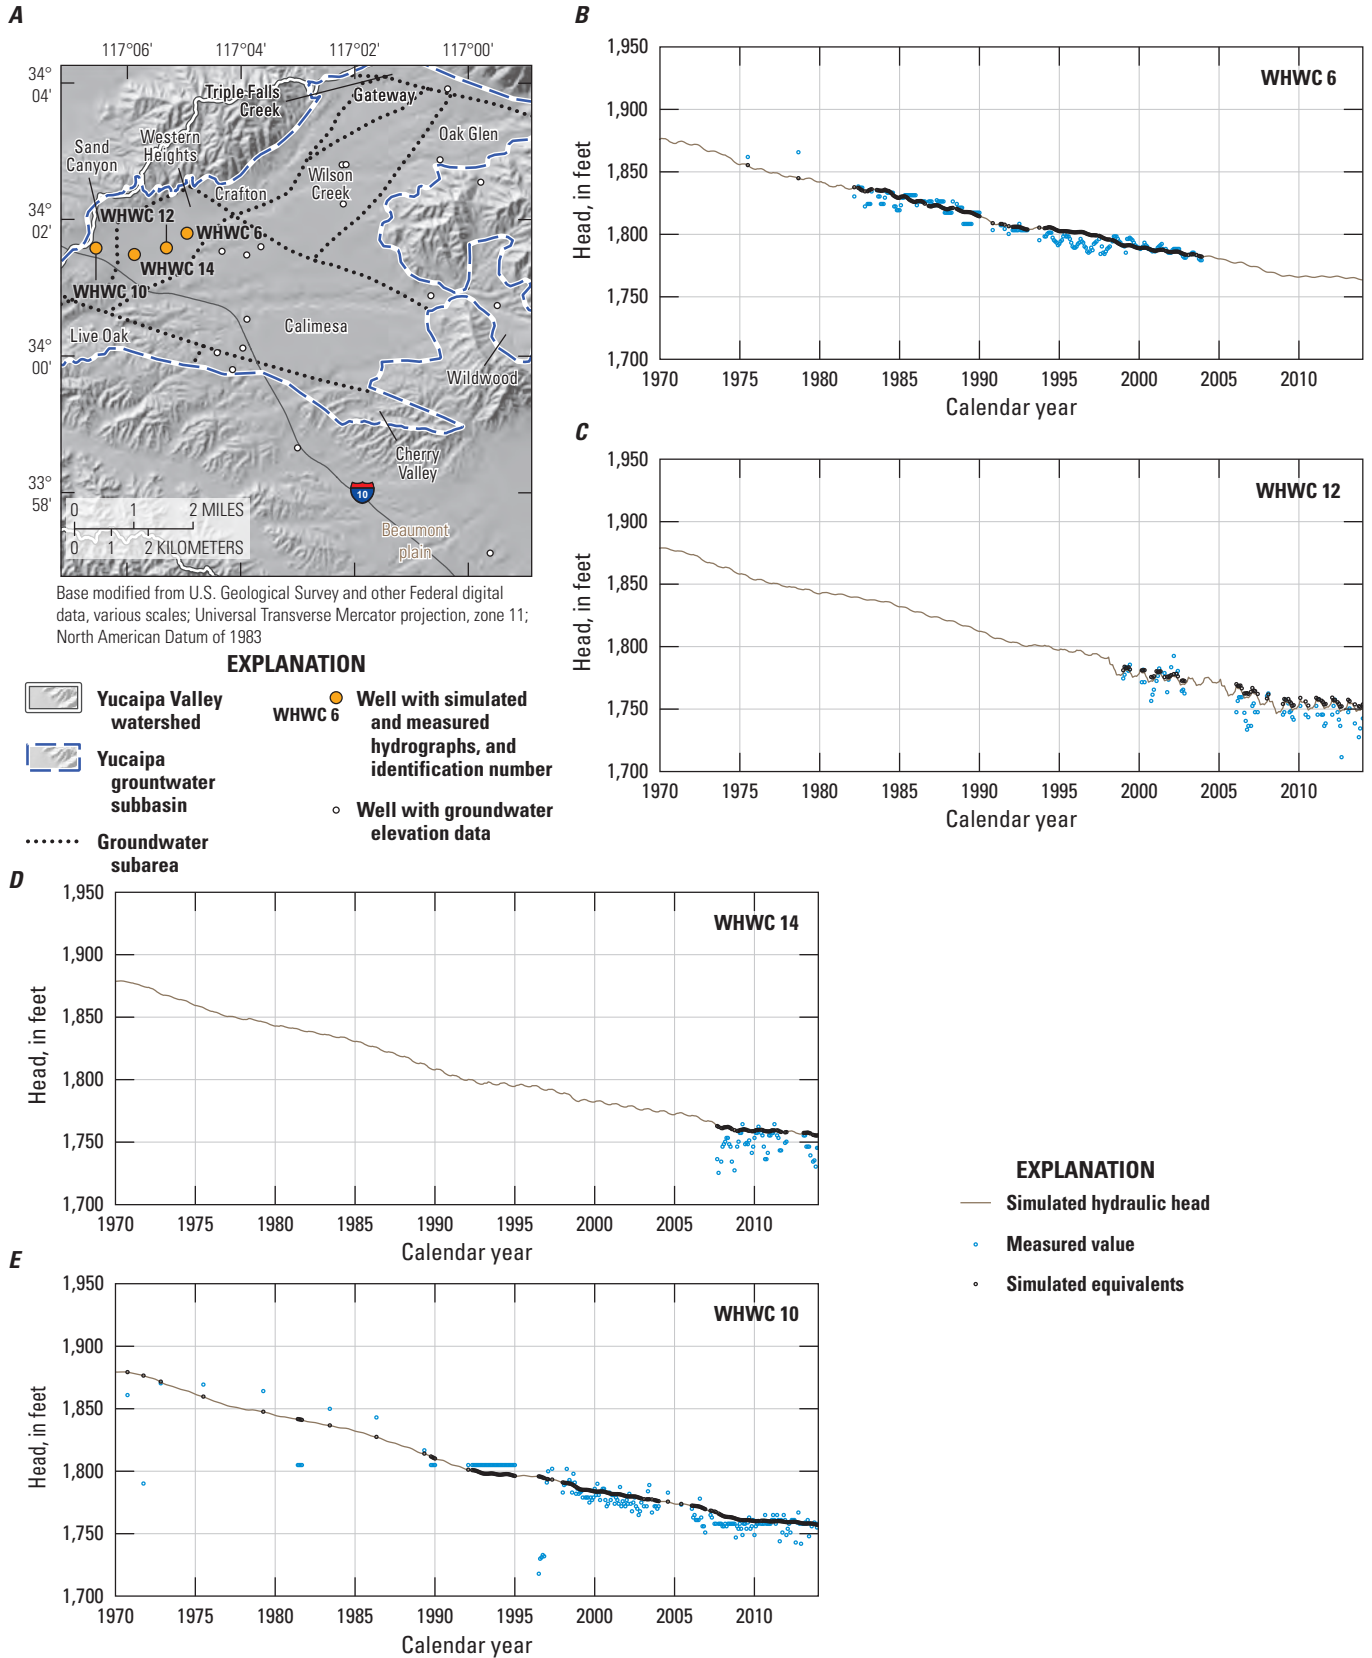 A
117°06'
117°04'
117°02'
117°00'
34°
04'
34°
02'
34°
00'
33°
58'
Triple Falls
Creek
Gateway
Oak Glen
Sand
Canyon
Western
Heights
Wilson
Creek
Crafton
WHWC 12
WHWC 6
WHWC 14
WHWC 10
Calimesa
Live Oak
Wildwood
Cherry
Valley
10
Beaumont
plain
0 1 2 MILES
0 1 2 KILOMETERS
Base modified from U.S. Geological Survey and other Federal digital
data, various scales; Universal Transverse Mercator projection, zone 11;
North American Datum of 1983
EXPLANATION
Yucaipa Valley
watershed
Yucaipa
grountwater
subbasin
Groundwater
subarea
WHWC 6
Well with simulated
and measured
hydrographs, and
identification number
Well with groundwater
elevation data
B
WHWC 6
Head, in feet
1,950
1,900
1,850
1,800
1,750
1,700
1970 1975 1980 1985 1990 1995 2000 2005 2010
Calendar year
C
WHWC 12
Head, in feet
1,950
1,900
1,850
1,800
1,750
1,700
1970 1975 1980 1985 1990 1995 2000 2005 2010
Calendar year
D
WHWC 14
Head, in feet
1,950
1,900
1,850
1,800
1,750
1,700
1970 1975 1980 1985 1990 1995 2000 2005 2010
Calendar year
E
WHWC 10
Head, in feet
1,950
1,900
1,850
1,800
1,750
1,700
1970 1975 1980 1985 1990 1995 2000 2005 2010
Calendar year
EXPLANATION
Simulated hydraulic head
Measured value
Simulated equivalents